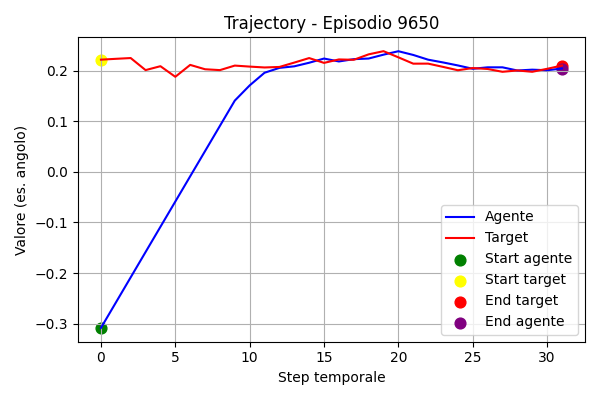 Trajectory - Episodio 9650
Valore (es. angolo)
0.2
0.1
0.0
−0.1
−0.2
−0.3
0 5 10 15 20 25 30
Step temporale
Agente
Target
Start agente
Start target
End target
End agente